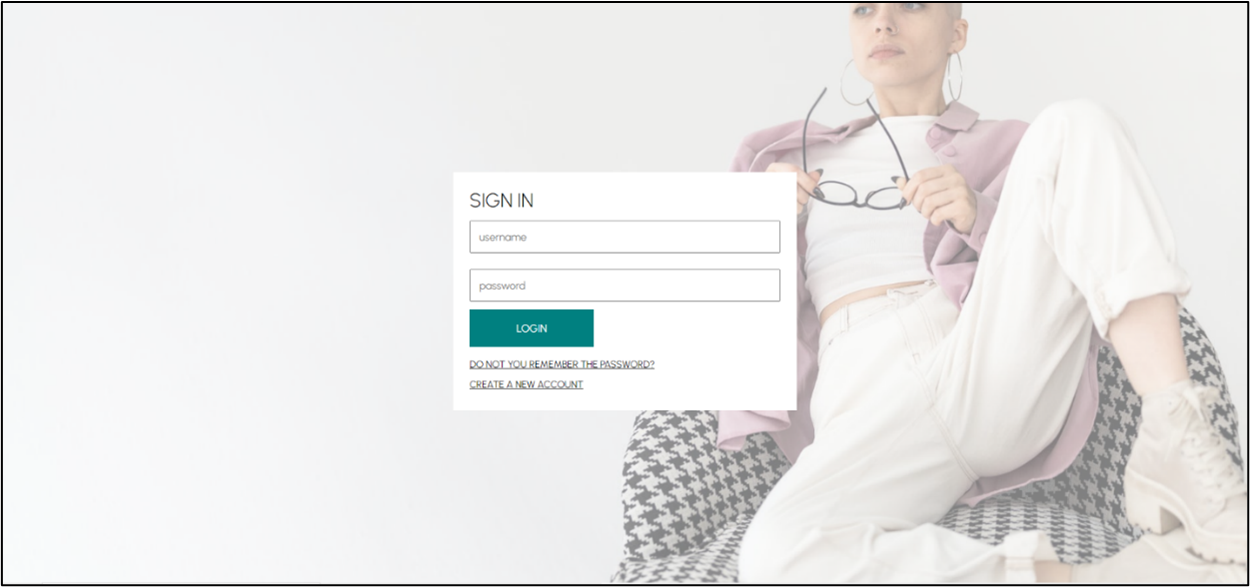 SIGN IN
username
password
LOGIN
DO NOT YOU REMEMBER THE PASSWORD?
CREATE A NEW ACCOUNT